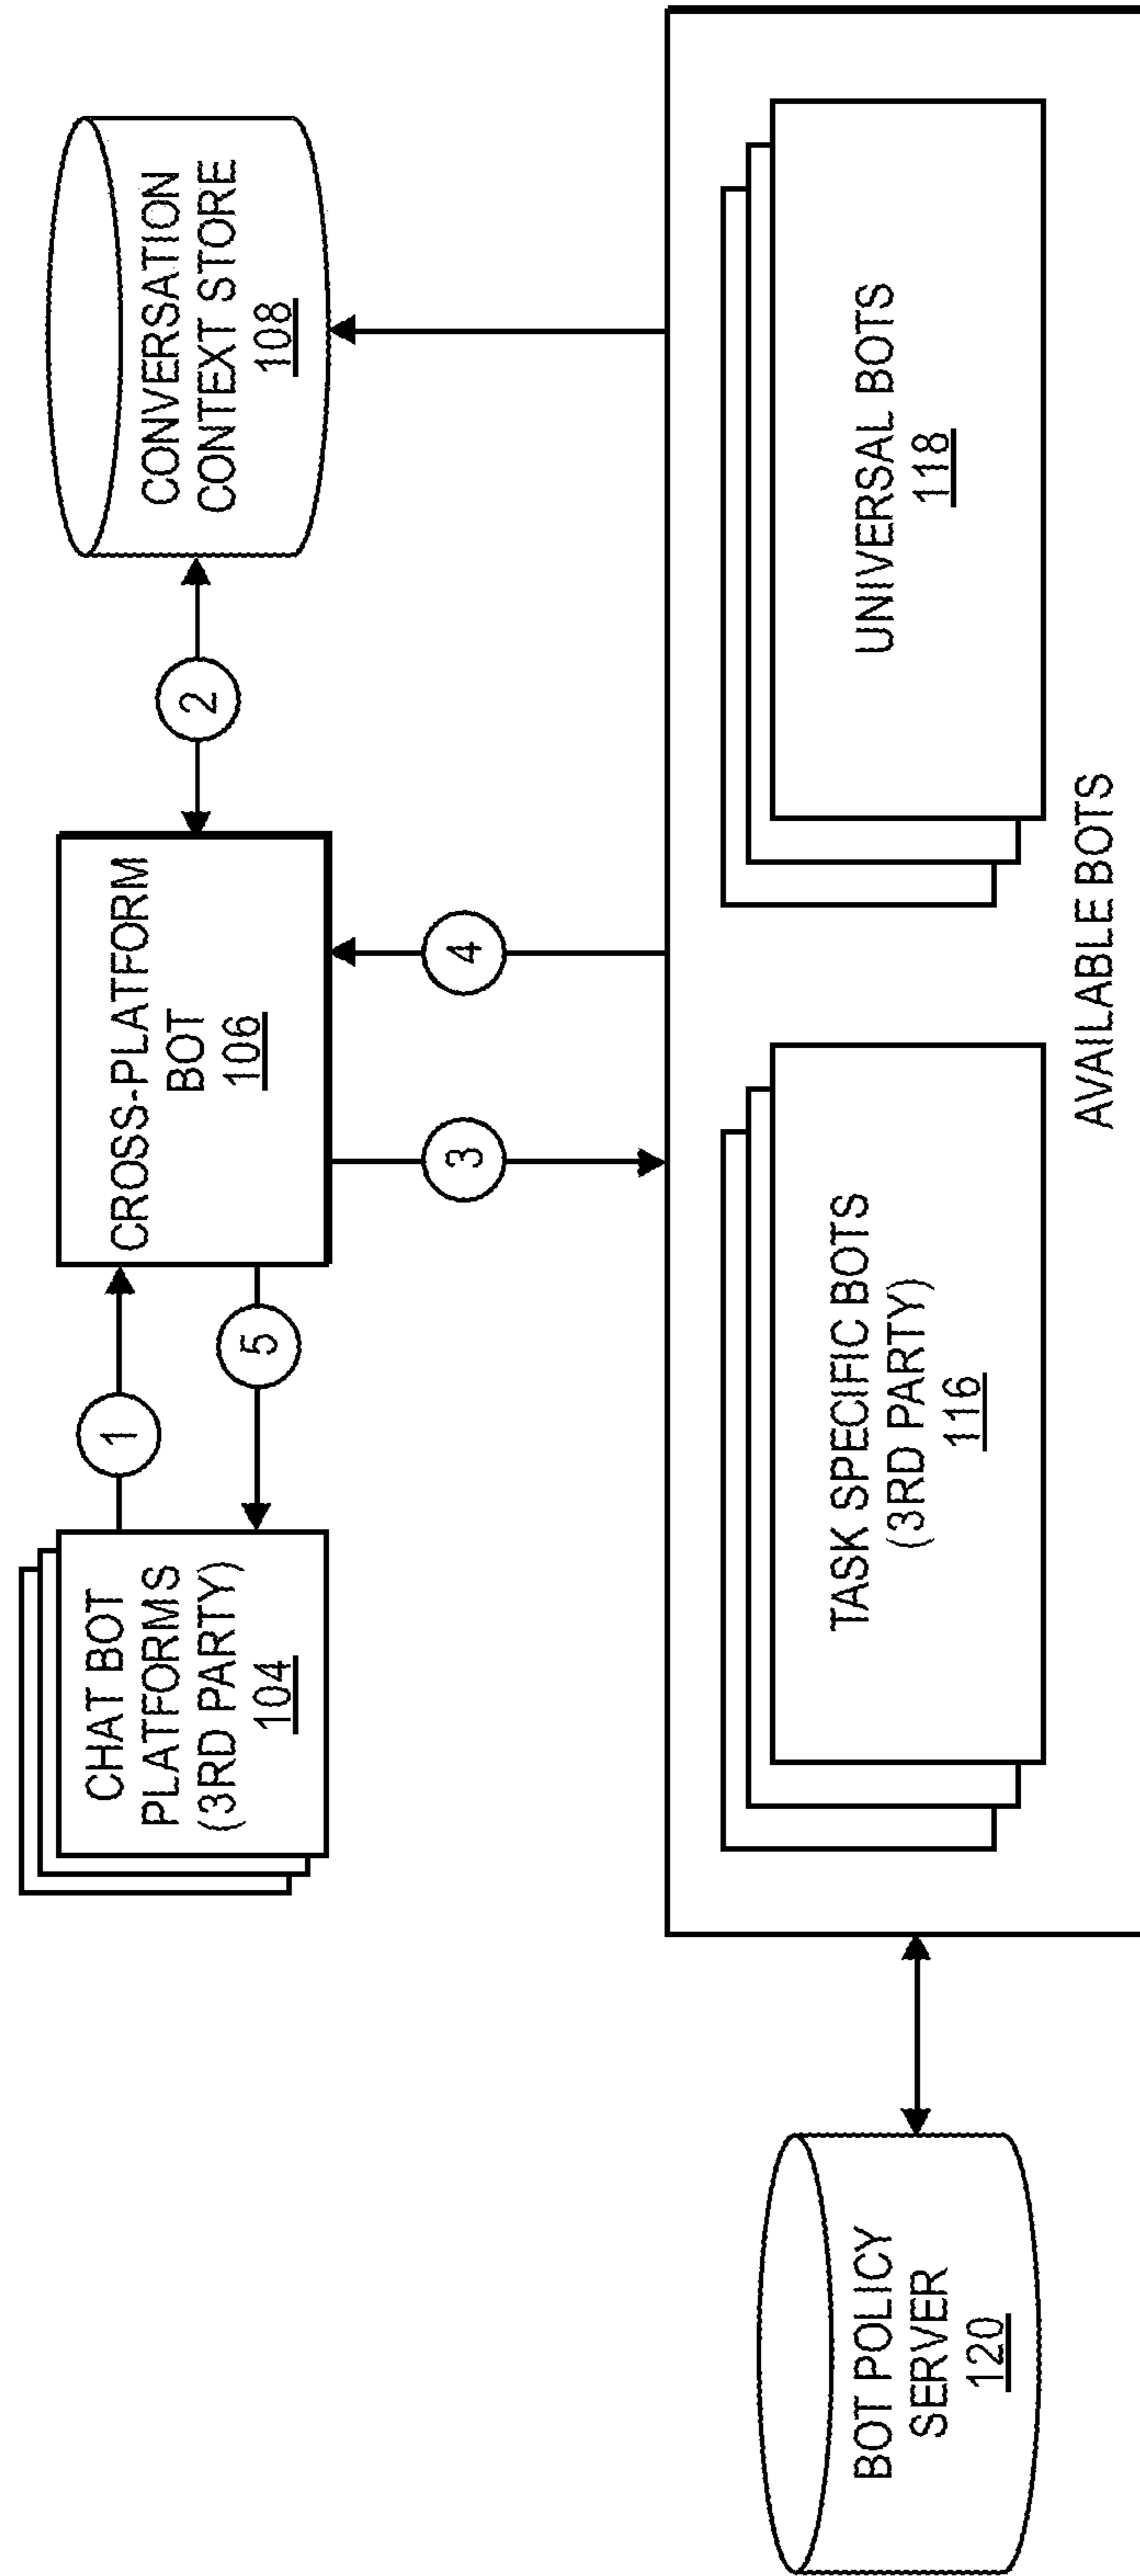 CHAT BOT
PLATFORMS
(3RD PARTY)
104
1
5
CROSS-PLATFORM
BOT
106
2
CONVERSATION
CONTEXT STORE
108
3
4
BOT POLICY
SERVER
120
TASK SPECIFIC BOTS
(3RD PARTY)
116
UNIVERSAL BOTS
118
AVAILABLE BOTS